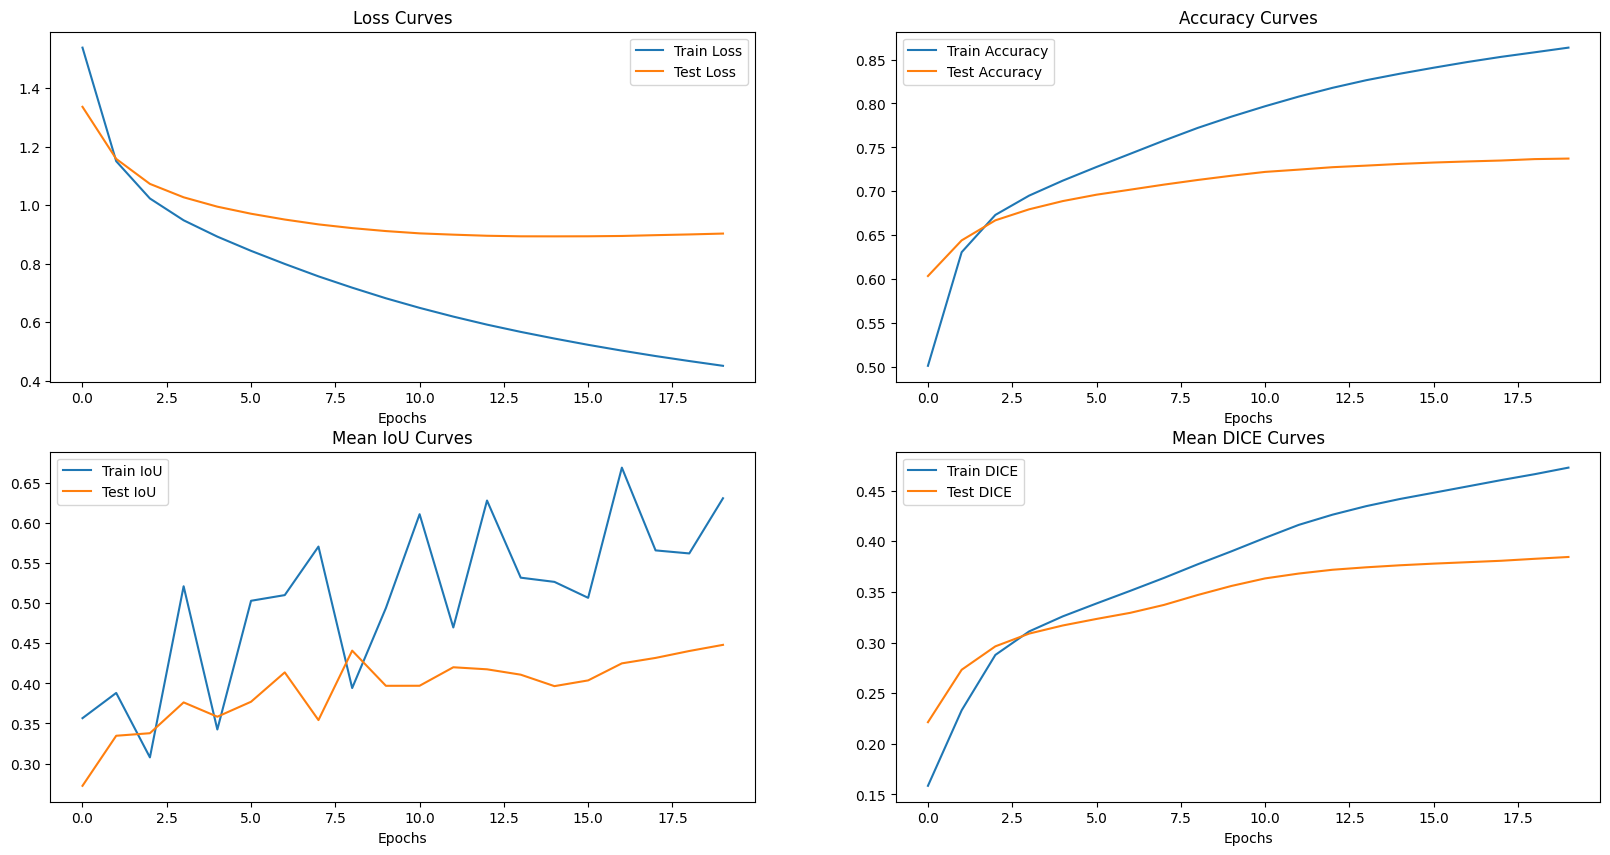 Loss Curves
Train Loss
Test Loss
1.4
1.2
1.0
0.8
0.6
0.4
0.0 2.5 5.0 7.5 10.0 12.5 15.0 17.5
Epochs
Accuracy Curves
Train Accuracy
Test Accuracy
0.85
0.80
0.75
0.70
0.65
0.60
0.55
0.50
0.0 2.5 5.0 7.5 10.0 12.5 15.0 17.5
Epochs
Mean IoU Curves
Train IoU
Test IoU
0.65
0.60
0.55
0.50
0.45
0.40
0.35
0.30
0.0 2.5 5.0 7.5 10.0 12.5 15.0 17.5
Epochs
Mean DICE Curves
Train DICE
Test DICE
0.45
0.40
0.35
0.30
0.25
0.20
0.15
0.0 2.5 5.0 7.5 10.0 12.5 15.0 17.5
Epochs